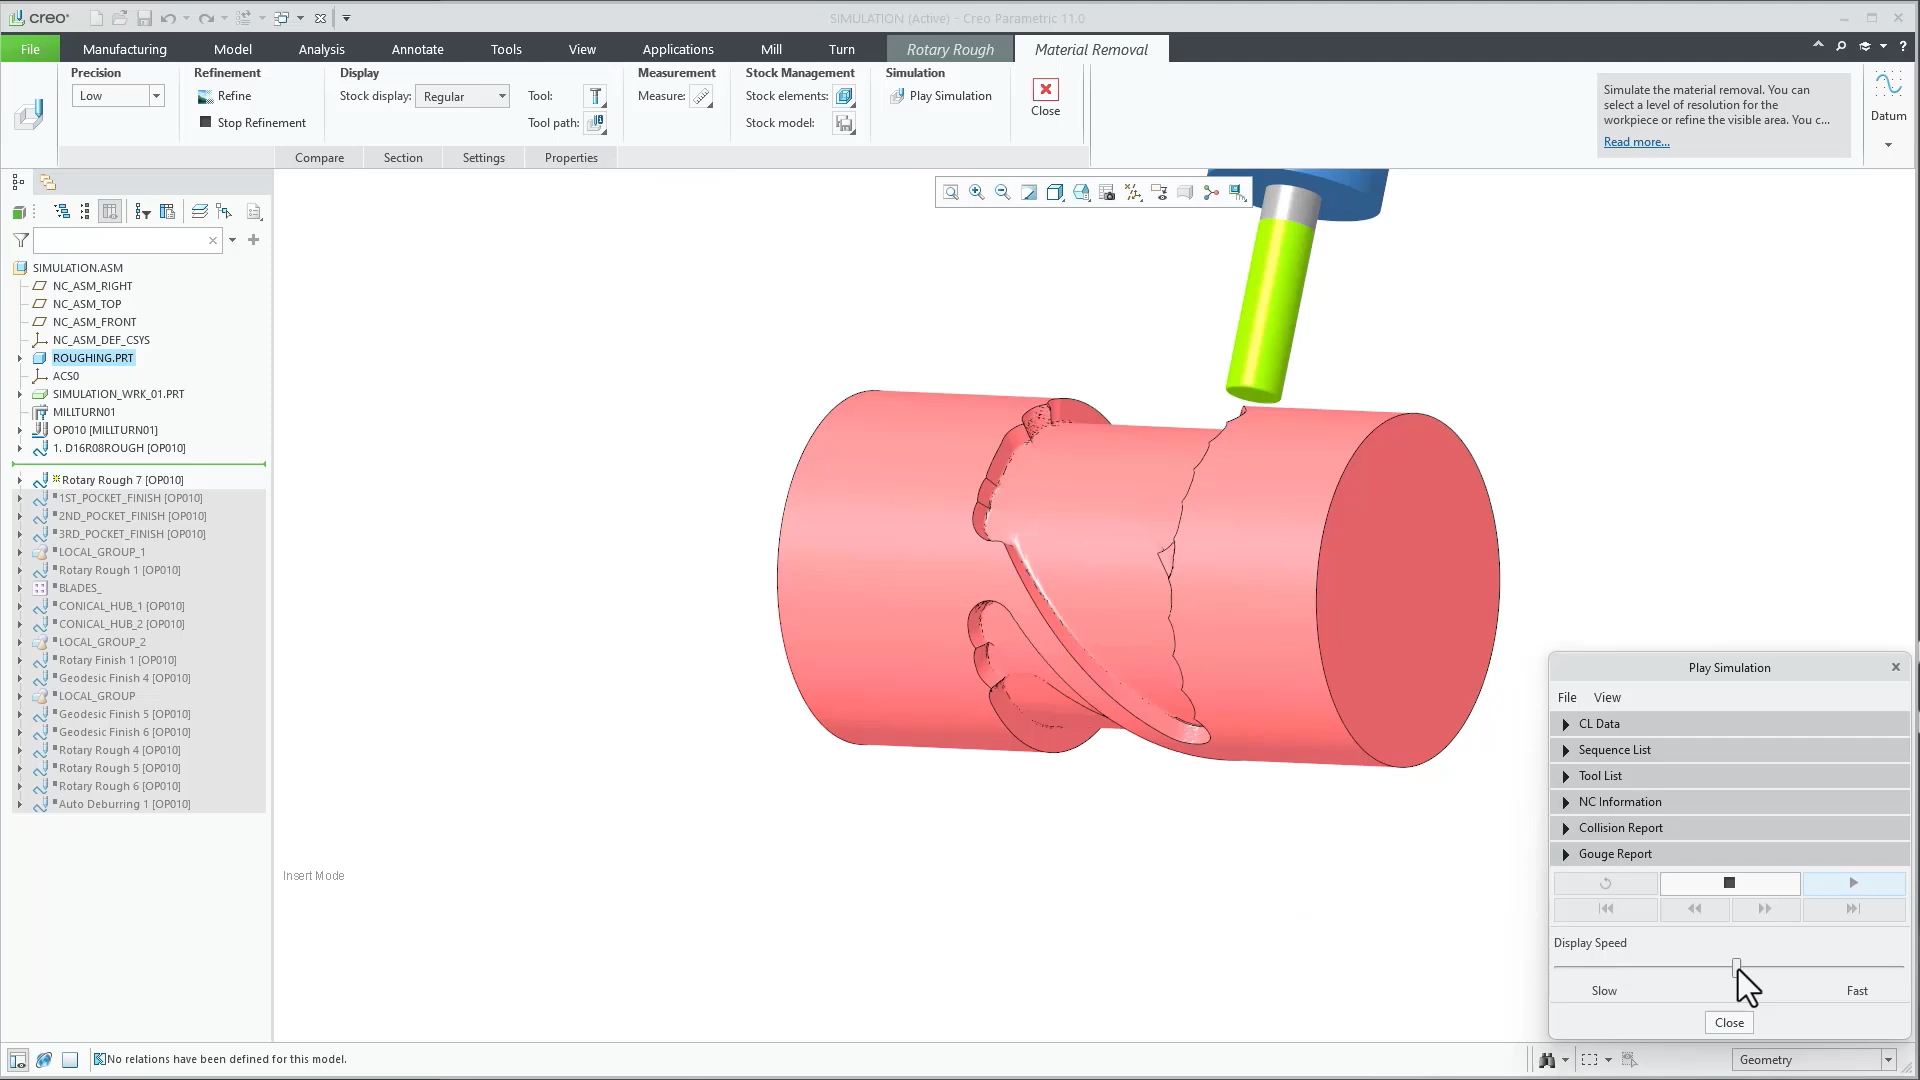 creo
SIMULATION (Active) - Creo Parametric 11.0
File
Manufacturing
Model
Analysis
Annotate
Tools
View
Applications
Mill
Turn
Rotary Rough
Material Removal
?
Precision
Low
Refinement
Refine
Stop Refinement
Display
Stock display:
Regular
Tool:
Tool path:
Measurement
Measure:
Stock Management
Stock elements:
Stock model:
Simulation
Play Simulation
Close
Compare
Section
Settings
Properties
Simulate the material removal. You can
select a level of resolution for the
workpiece or refine the visible area. You c...
Read more...
Datum
SIMULATION.ASM
NC_ASM_RIGHT
NC_ASM_TOP
NC_ASM_FRONT
NC_ASM_DEF_CSYS
ROUGHING.PRT
ACS0
SIMULATION_WRK_01.PRT
MILLTURN01
OP010 [MILLTURN01]
1. D16R08ROUGH [OP010]
Rotary Rough 7 [OP010]
1ST_POCKET_FINISH [OP010]
2ND_POCKET_FINISH [OP010]
3RD_POCKET_FINISH [OP010]
LOCAL_GROUP_1
Rotary Rough 1 [OP010]
BLADES_
CONICAL_HUB_1 [OP010]
CONICAL_HUB_2 [OP010]
LOCAL_GROUP_2
Rotary Finish 1 [OP010]
Geodesic Finish 4 [OP010]
LOCAL_GROUP
Geodesic Finish 5 [OP010]
Geodesic Finish 6 [OP010]
Rotary Rough 4 [OP010]
Rotary Rough 5 [OP010]
Rotary Rough 6 [OP010]
Auto Deburring 1 [OP010]
Insert Mode
Play Simulation
File
View
CL Data
Sequence List
Tool List
NC Information
Collision Report
Gouge Report
Display Speed
Slow
Fast
Close
No relations have been defined for this model.
Geometry